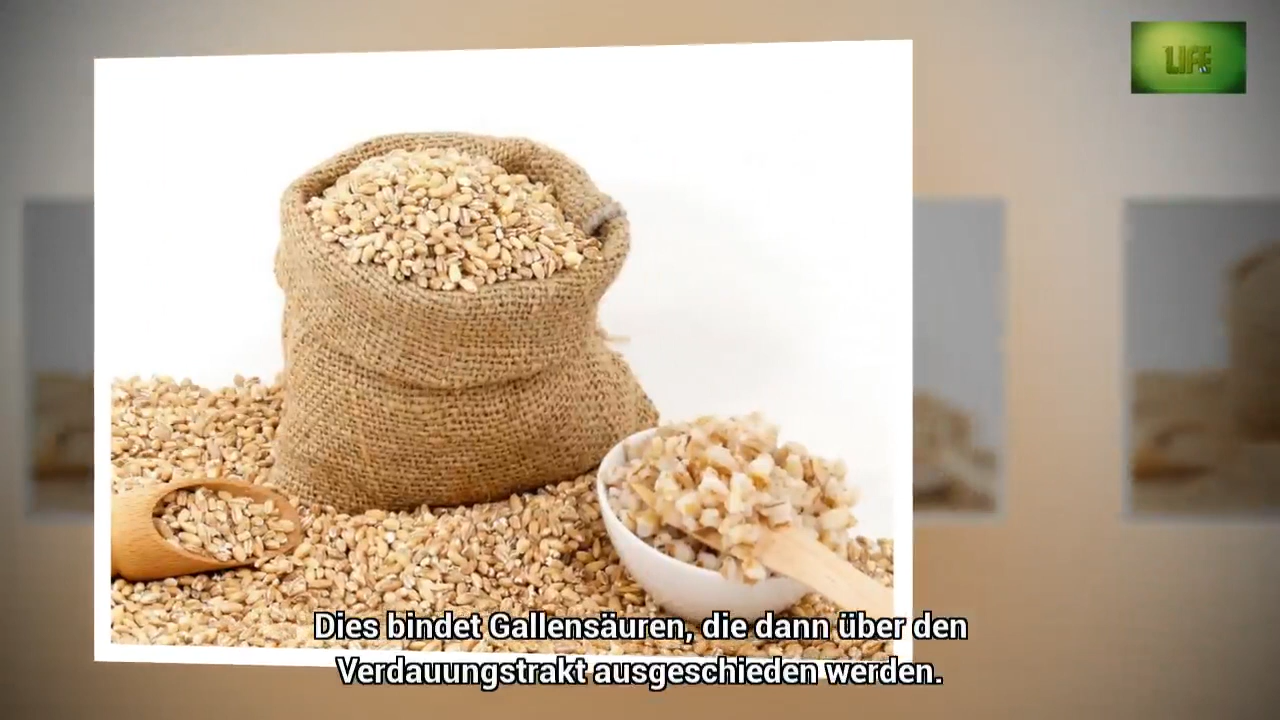 LIFE
Dies bindet Gallensäuren, die dann über den
Verdauungstrakt ausgeschieden werden.